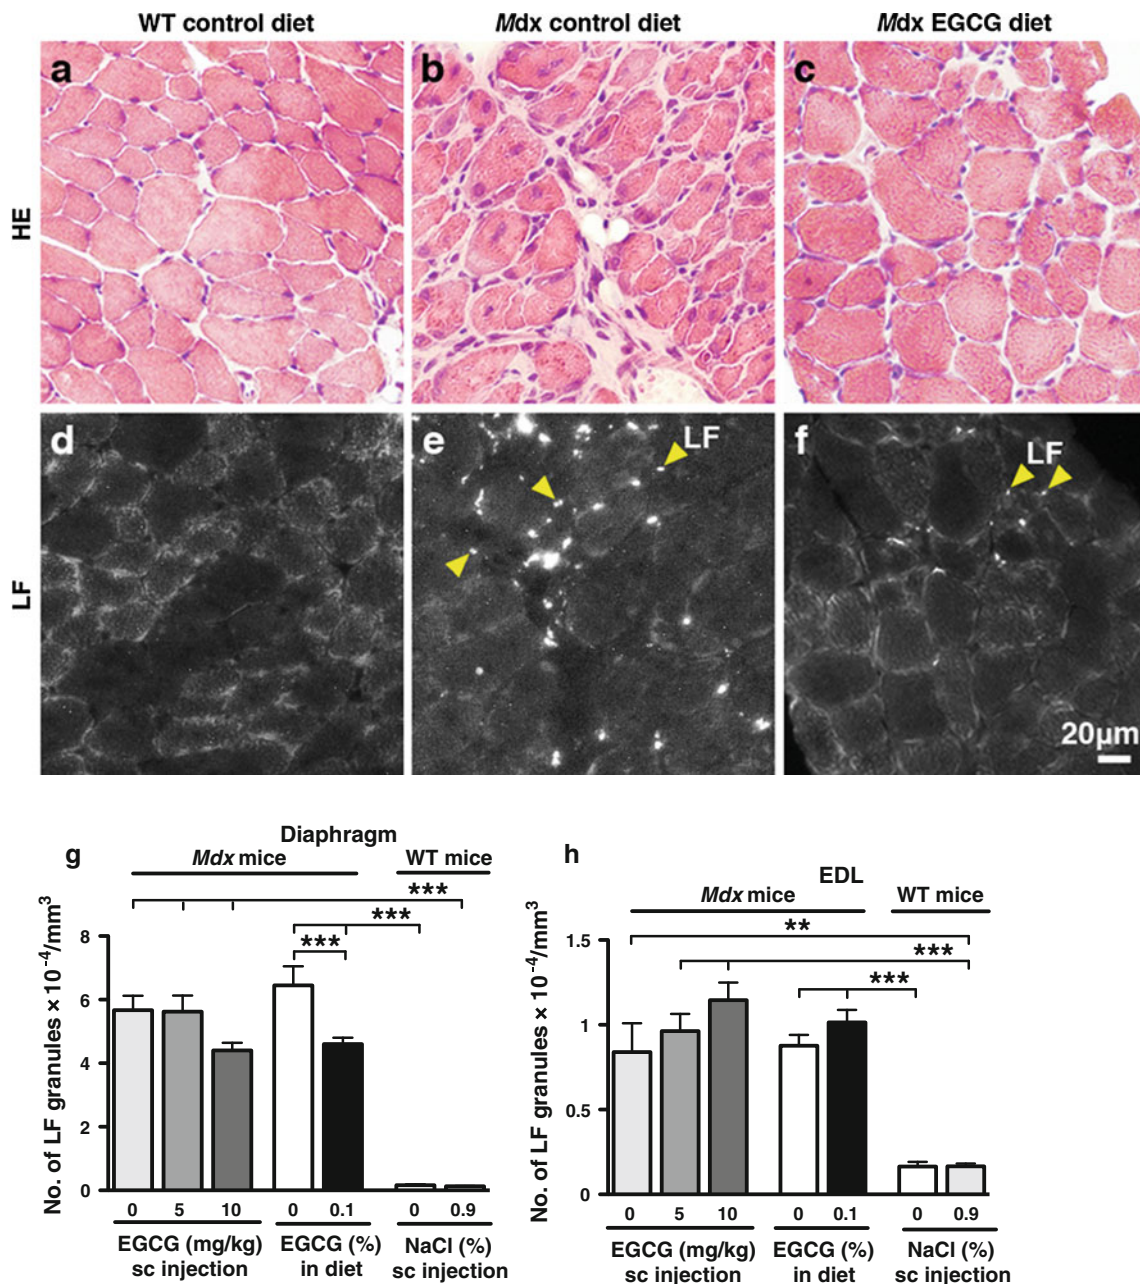 WT control diet
Mdx control diet
Mdx EGCG diet
HE
a
b
c
LF
d
e
LF
f
LF
20µm
g
Diaphragm
Mdx mice
WT mice
***
***
***
No. of LF granules × 10⁻⁴/mm³
8
6
4
2
0
0
5
10
0
0.1
0
0.9
EGCG (mg/kg)
sc injection
EGCG (%)
in diet
NaCl (%)
sc injection
h
EDL
Mdx mice
WT mice
**
***
***
No. of LF granules × 10⁻⁴/mm³
1.5
1
0.5
0
0
5
10
0
0.1
0
0.9
EGCG (mg/kg)
sc injection
EGCG (%)
in diet
NaCl (%)
sc injection